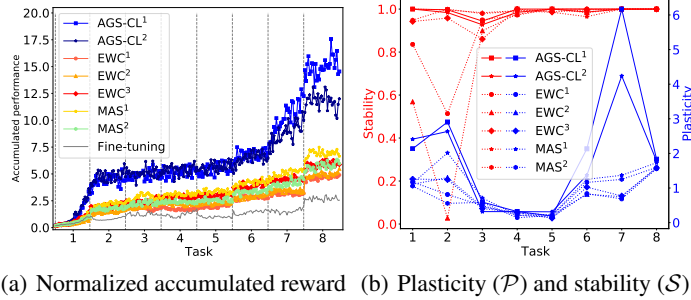 20.0
17.5
15.0
12.5
10.0
7.5
5.0
2.5
0.0
Accumulated performance
AGS-CL¹
AGS-CL²
EWC¹
EWC²
EWC³
MAS¹
MAS²
Fine-tuning
1 2 3 4 5 6 7 8
Task
(a) Normalized accumulated reward
1.0
0.8
0.6
0.4
0.2
0.0
Stability
AGS-CL¹
AGS-CL²
EWC¹
EWC²
EWC³
MAS¹
MAS²
6
5
4
3
2
1
0
Plasticity
1 2 3 4 5 6 7 8
Task
(b) Plasticity (𝒫) and stability (𝒮)